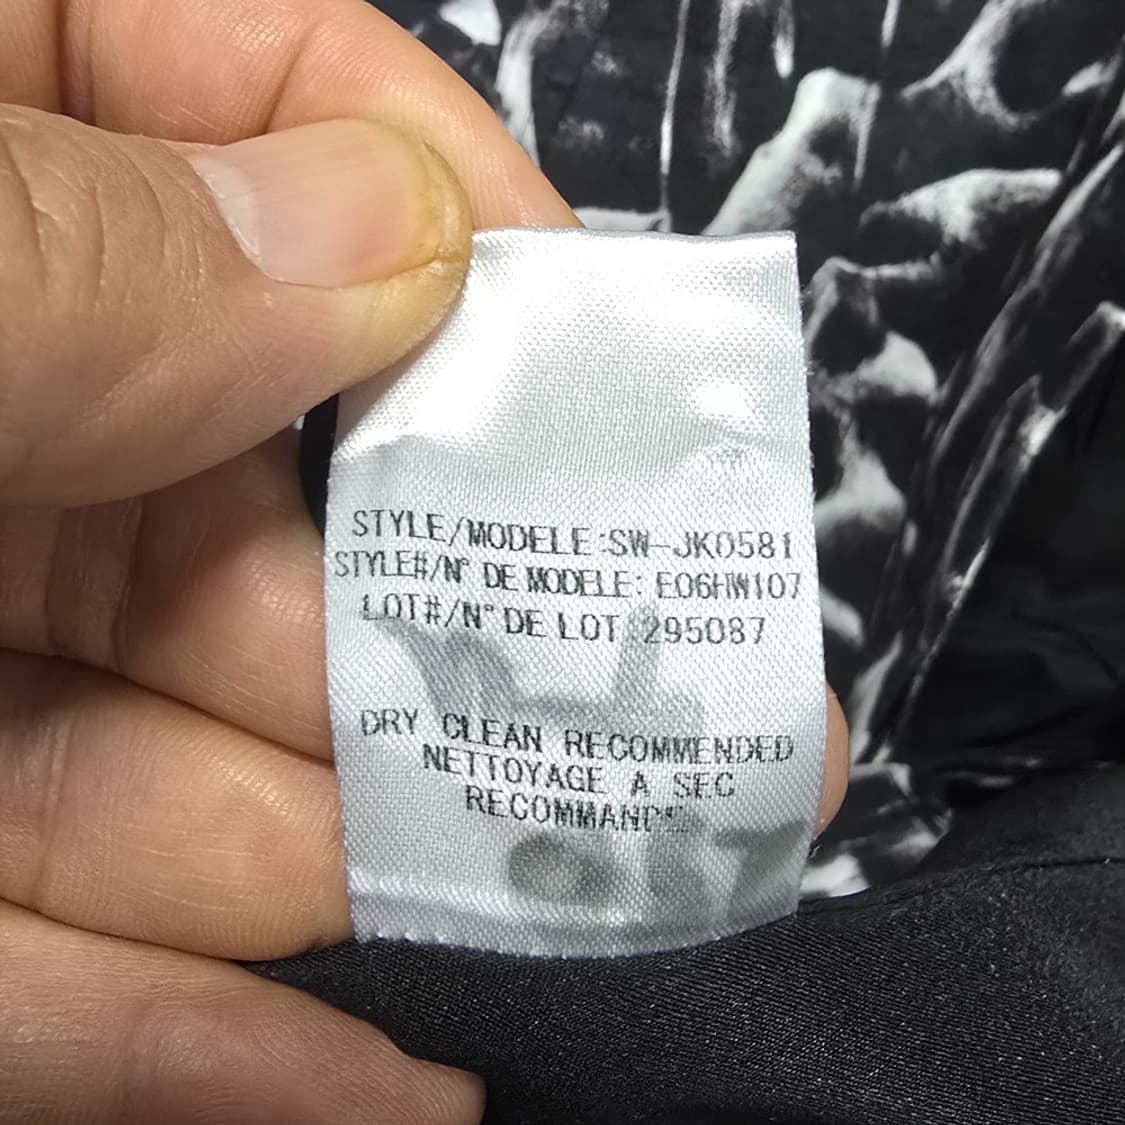 STYLE/MODELE:SW-JK0581
STYLE#/N° DE MODELE: E06HW107
LOT#/N° DE LOT :295087
DRY CLEAN RECOMMENDED
NETTOYAGE A SEC
RECOMMANDE